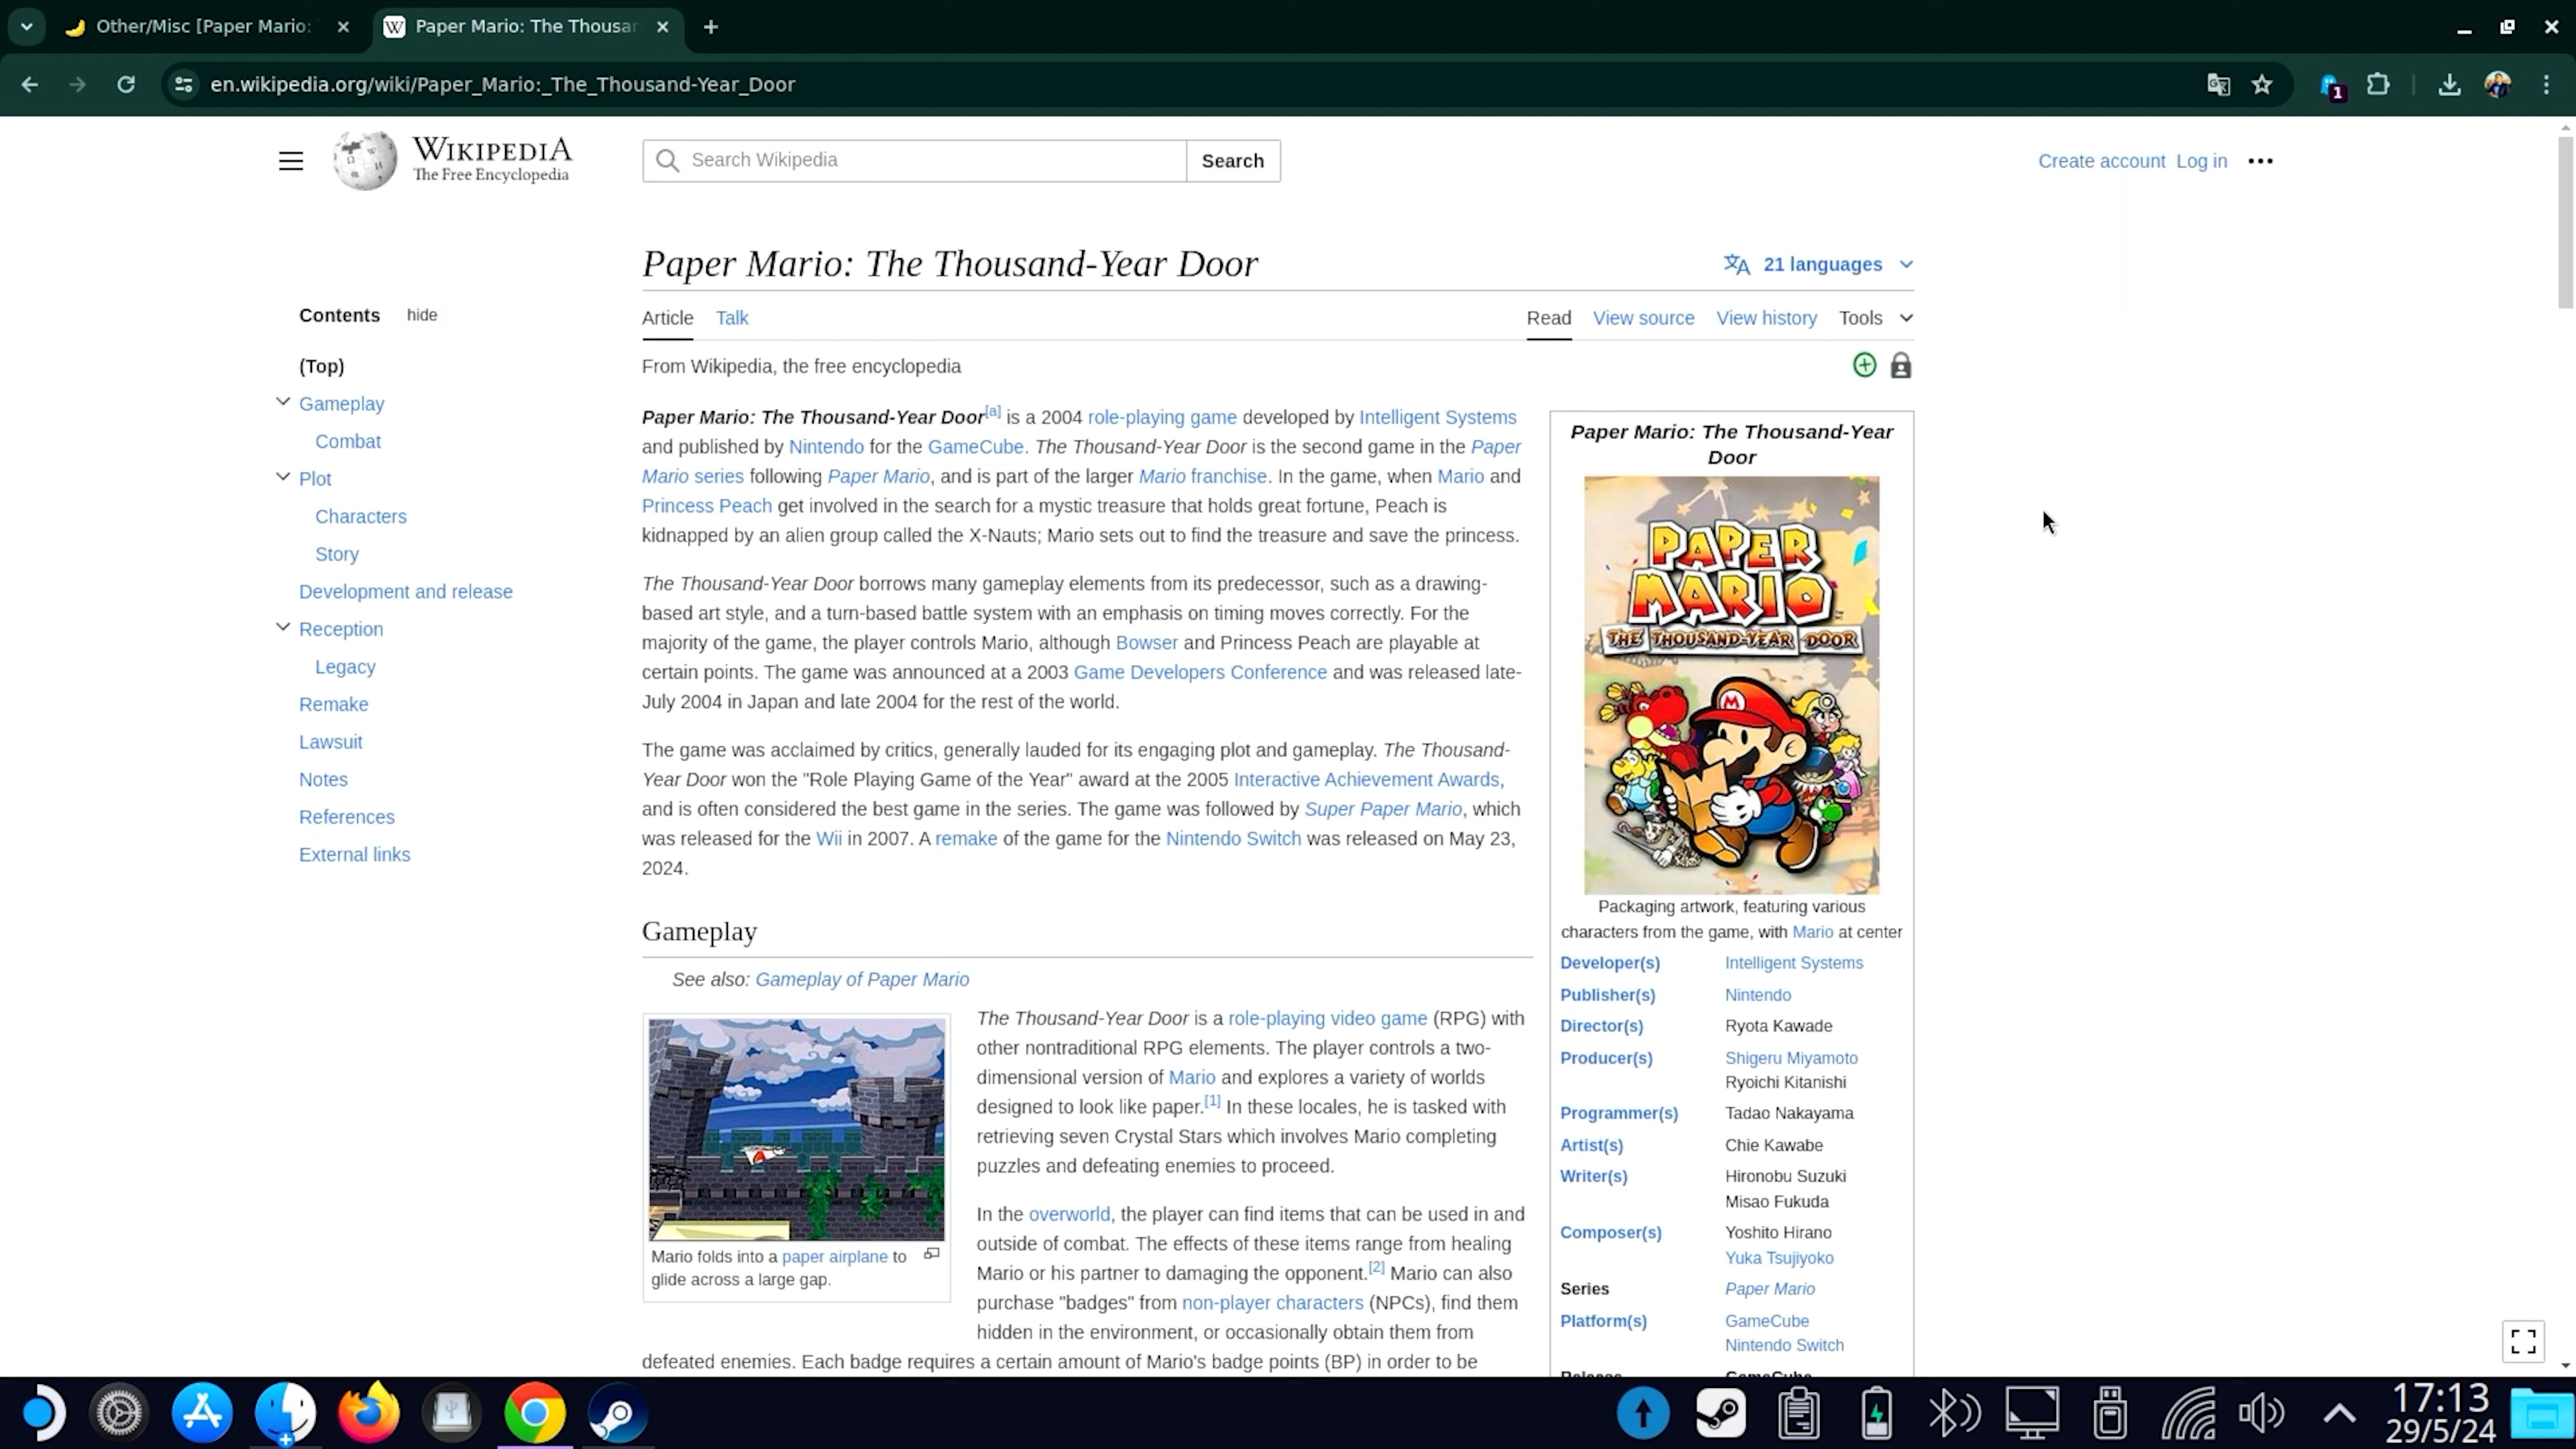 Other/Misc [Paper Mario:
Paper Mario: The Thousan
en.wikipedia.org/wiki/Paper_Mario:_The_Thousand-Year_Door
1
WIKIPEDIA
The Free Encyclopedia
Search Wikipedia
Search
Create account Log in
Paper Mario: The Thousand-Year Door
21 languages
Contents hide
Article Talk
Read View source View history Tools
(Top)
Gameplay
Combat
Plot
Characters
Story
Development and release
Reception
Legacy
Remake
Lawsuit
Notes
References
External links
From Wikipedia, the free encyclopedia
Paper Mario: The Thousand-Year Door[a] is a 2004 role-playing game developed by Intelligent Systems
and published by Nintendo for the GameCube. The Thousand-Year Door is the second game in the Paper
Mario series following Paper Mario, and is part of the larger Mario franchise. In the game, when Mario and
Princess Peach get involved in the search for a mystic treasure that holds great fortune, Peach is
kidnapped by an alien group called the X-Nauts; Mario sets out to find the treasure and save the princess.
The Thousand-Year Door borrows many gameplay elements from its predecessor, such as a drawing-
based art style, and a turn-based battle system with an emphasis on timing moves correctly. For the
majority of the game, the player controls Mario, although Bowser and Princess Peach are playable at
certain points. The game was announced at a 2003 Game Developers Conference and was released late-
July 2004 in Japan and late 2004 for the rest of the world.
The game was acclaimed by critics, generally lauded for its engaging plot and gameplay. The Thousand-
Year Door won the "Role Playing Game of the Year" award at the 2005 Interactive Achievement Awards,
and is often considered the best game in the series. The game was followed by Super Paper Mario, which
was released for the Wii in 2007. A remake of the game for the Nintendo Switch was released on May 23,
2024.
Gameplay
See also: Gameplay of Paper Mario
Mario folds into a paper airplane to
glide across a large gap.
The Thousand-Year Door is a role-playing video game (RPG) with
other nontraditional RPG elements. The player controls a two-
dimensional version of Mario and explores a variety of worlds
designed to look like paper.[1] In these locales, he is tasked with
retrieving seven Crystal Stars which involves Mario completing
puzzles and defeating enemies to proceed.
In the overworld, the player can find items that can be used in and
outside of combat. The effects of these items range from healing
Mario or his partner to damaging the opponent.[2] Mario can also
purchase "badges" from non-player characters (NPCs), find them
hidden in the environment, or occasionally obtain them from
defeated enemies. Each badge requires a certain amount of Mario's badge points (BP) in order to be
Paper Mario: The Thousand-Year
Door
PAPER
MARIO
THE THOUSAND-YEAR DOOR
M
Packaging artwork, featuring various
characters from the game, with Mario at center
Developer(s) Intelligent Systems
Publisher(s) Nintendo
Director(s) Ryota Kawade
Producer(s) Shigeru Miyamoto
Ryoichi Kitanishi
Programmer(s) Tadao Nakayama
Artist(s) Chie Kawabe
Writer(s) Hironobu Suzuki
Misao Fukuda
Composer(s) Yoshito Hirano
Yuka Tsujiyoko
Series Paper Mario
Platform(s) GameCube
Nintendo Switch
Release GameCube
17:13
29/5/24